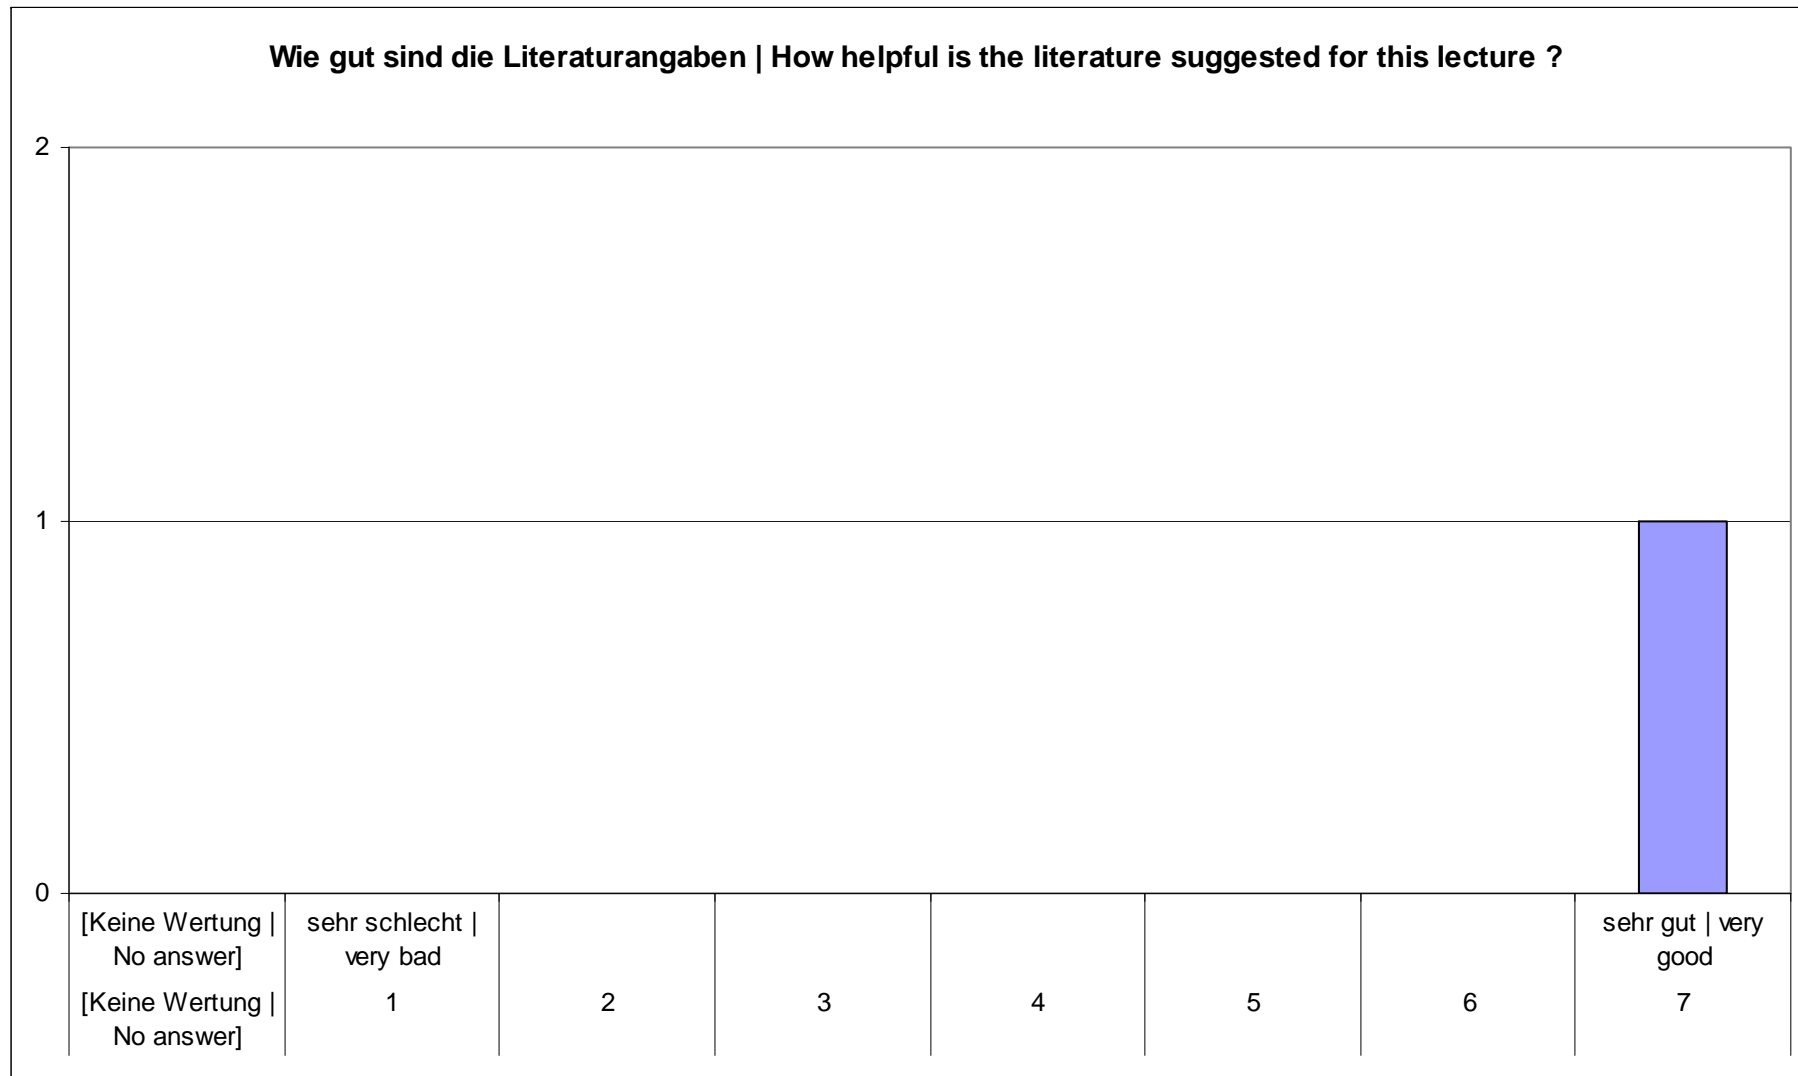 Wie gut sind die Literaturangaben | How helpful is the literature suggested for this lecture ?
2
1
0
[Keine Wertung |
No answer]
sehr schlecht |
very bad
sehr gut | very
good
[Keine Wertung |
No answer]
1
2
3
4
5
6
7